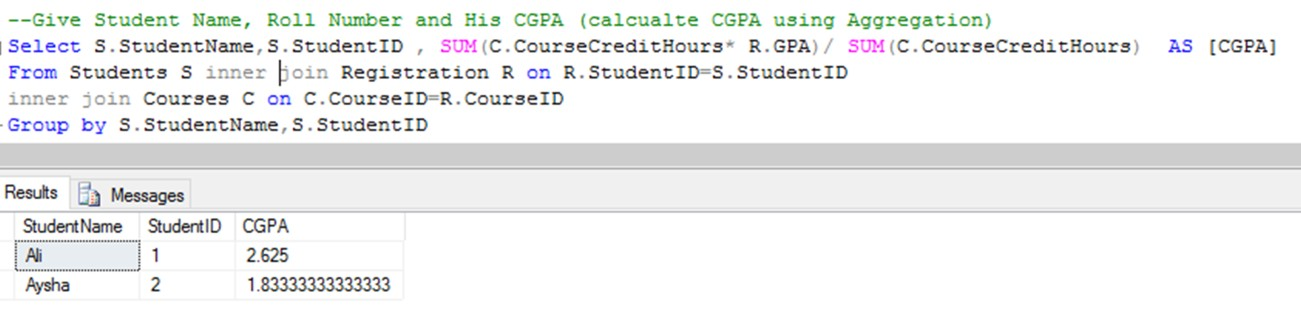 --Give Student Name, Roll Number and His CGPA (calcualte CGPA using Aggregation)
Select S.StudentName,S.StudentID , SUM(C.CourseCreditHours* R.GPA)/ SUM(C.CourseCreditHours)  AS [CGPA]
From Students S inner join Registration R on R.StudentID=S.StudentID
inner join Courses C on C.CourseID=R.CourseID
Group by S.StudentName,S.StudentID
Results Messages
StudentName StudentID CGPA
Ali 1 2.625
Aysha 2 1.83333333333333